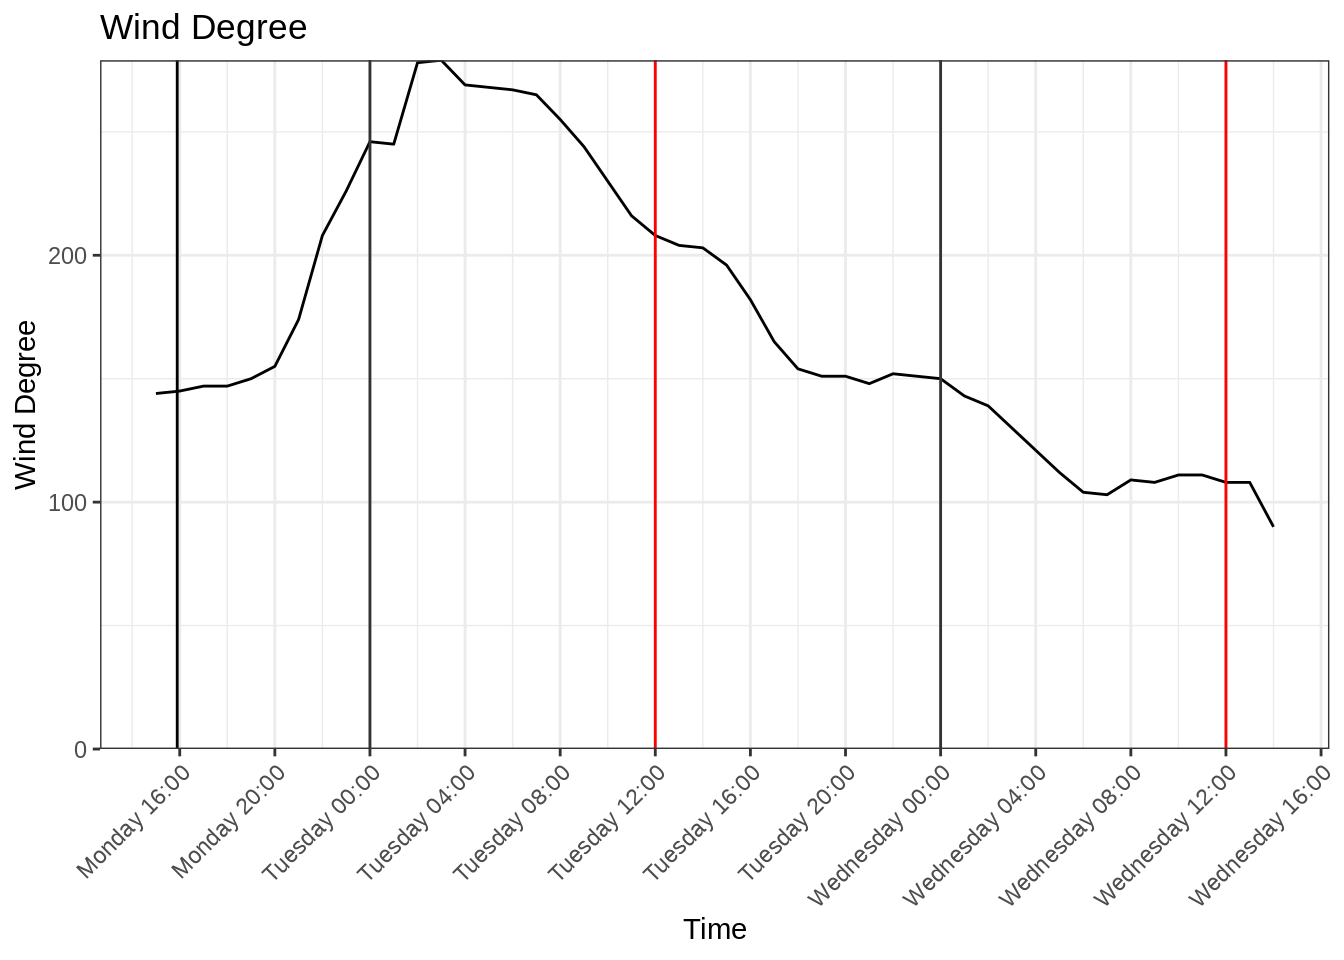 Wind Degree
Wind Degree
200
100
0
Monday 16:00
Monday 20:00
Tuesday 00:00
Tuesday 04:00
Tuesday 08:00
Tuesday 12:00
Tuesday 16:00
Tuesday 20:00
Wednesday 00:00
Wednesday 04:00
Wednesday 08:00
Wednesday 12:00
Wednesday 16:00
Time